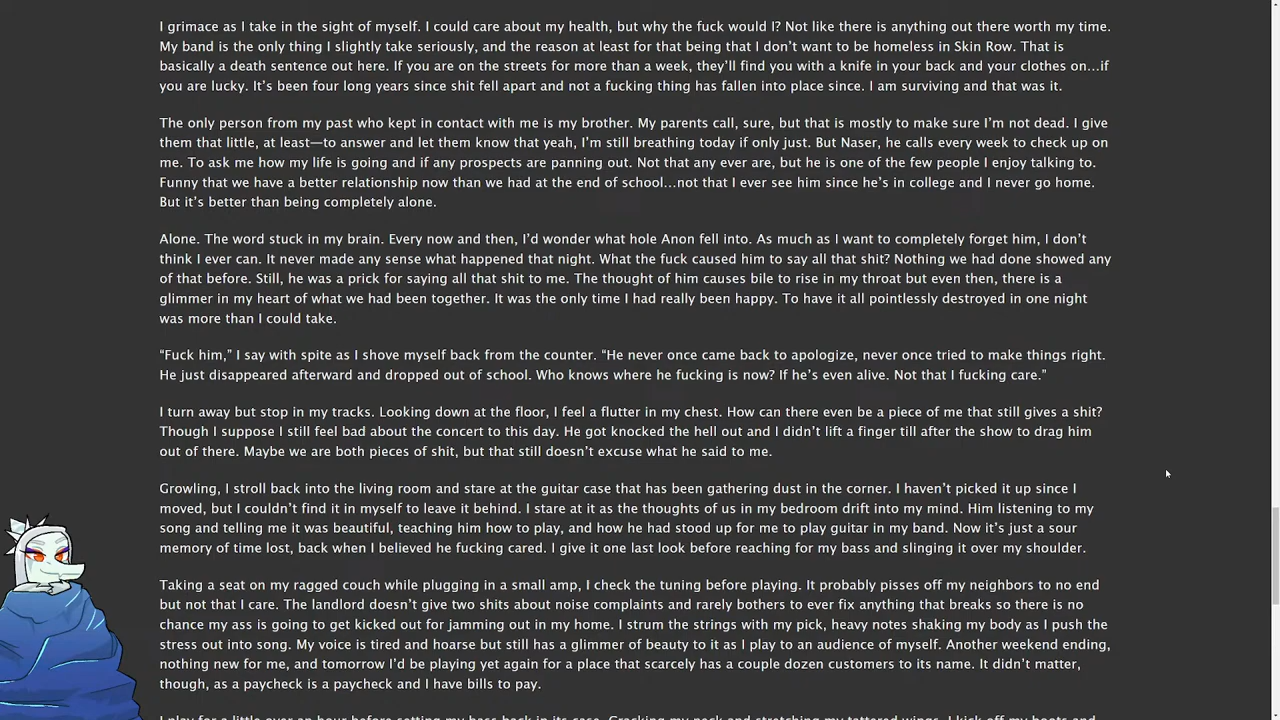 I grimace as I take in the sight of myself. I could care about my health, but why the fuck would I? Not like there is anything out there worth my time.
My band is the only thing I slightly take seriously, and the reason at least for that being that I don’t want to be homeless in Skin Row. That is
basically a death sentence out here. If you are on the streets for more than a week, they’ll find you with a knife in your back and your clothes on…if
you are lucky. It’s been four long years since shit fell apart and not a fucking thing has fallen into place since. I am surviving and that was it.
The only person from my past who kept in contact with me is my brother. My parents call, sure, but that is mostly to make sure I’m not dead. I give
them that little, at least—to answer and let them know that yeah, I’m still breathing today if only just. But Naser, he calls every week to check up on
me. To ask me how my life is going and if any prospects are panning out. Not that any ever are, but he is one of the few people I enjoy talking to.
Funny that we have a better relationship now than we had at the end of school…not that I ever see him since he’s in college and I never go home.
But it’s better than being completely alone.
Alone. The word stuck in my brain. Every now and then, I’d wonder what hole Anon fell into. As much as I want to completely forget him, I don’t
think I ever can. It never made any sense what happened that night. What the fuck caused him to say all that shit? Nothing we had done showed any
of that before. Still, he was a prick for saying all that shit to me. The thought of him causes bile to rise in my throat but even then, there is a
glimmer in my heart of what we had been together. It was the only time I had really been happy. To have it all pointlessly destroyed in one night
was more than I could take.
“Fuck him,” I say with spite as I shove myself back from the counter. “He never once came back to apologize, never once tried to make things right.
He just disappeared afterward and dropped out of school. Who knows where he fucking is now? If he’s even alive. Not that I fucking care.”
I turn away but stop in my tracks. Looking down at the floor, I feel a flutter in my chest. How can there even be a piece of me that still gives a shit?
Though I suppose I still feel bad about the concert to this day. He got knocked the hell out and I didn’t lift a finger till after the show to drag him
out of there. Maybe we are both pieces of shit, but that still doesn’t excuse what he said to me.
Growling, I stroll back into the living room and stare at the guitar case that has been gathering dust in the corner. I haven’t picked it up since I
moved, but I couldn’t find it in myself to leave it behind. I stare at it as the thoughts of us in my bedroom drift into my mind. Him listening to my
song and telling me it was beautiful, teaching him how to play, and how he had stood up for me to play guitar in my band. Now it’s just a sour
memory of time lost, back when I believed he fucking cared. I give it one last look before reaching for my bass and slinging it over my shoulder.
Taking a seat on my ragged couch while plugging in a small amp, I check the tuning before playing. It probably pisses off my neighbors to no end
but not that I care. The landlord doesn’t give two shits about noise complaints and rarely bothers to ever fix anything that breaks so there is no
chance my ass is going to get kicked out for jamming out in my home. I strum the strings with my pick, heavy notes shaking my body as I push the
stress out into song. My voice is tired and hoarse but still has a glimmer of beauty to it as I play to an audience of myself. Another weekend ending,
nothing new for me, and tomorrow I’d be playing yet again for a place that scarcely has a couple dozen customers to its name. It didn’t matter,
though, as a paycheck is a paycheck and I have bills to pay.
I play for a little over an hour before setting my bass back in its case. Cracking my neck and stretching my tattered wings, I kick off my boots and